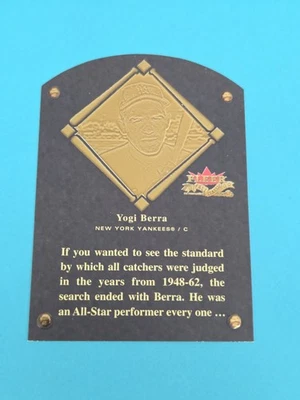 FLEER
Yogi Berra
NEW YORK YANKEES® / C
If you wanted to see the standard
by which all catchers were judged
in the years from 1948-62, the
search ended with Berra. He was
an All-Star performer every one ...